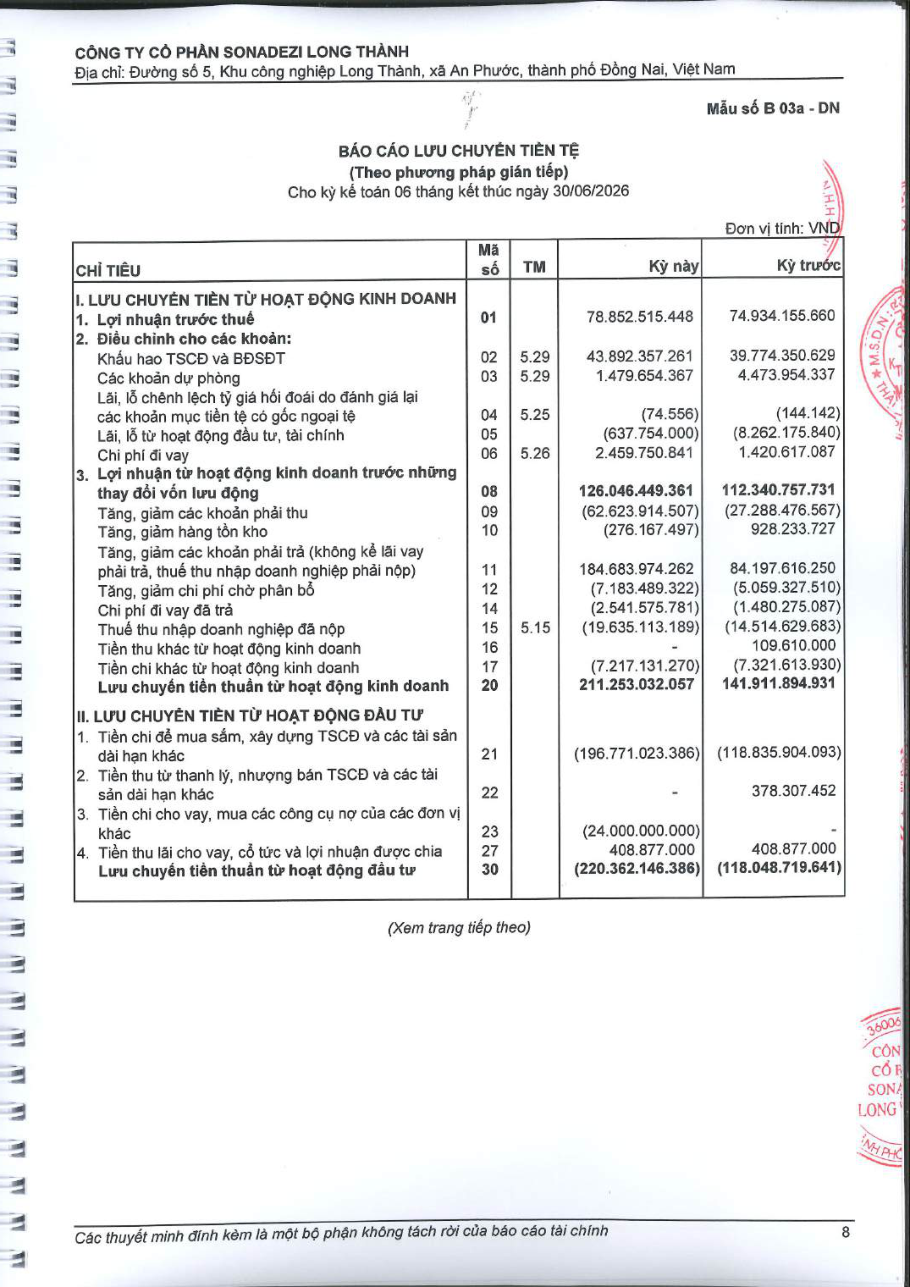 CÔNG TY CỔ PHẦN SONADEZI LONG THÀNH
Địa chỉ: Đường số 5, Khu công nghiệp Long Thành, xã An Phước, thành phố Đồng Nai, Việt Nam
Mẫu số B 03a - DN
BÁO CÁO LƯU CHUYỂN TIỀN TỆ
(Theo phương pháp gián tiếp)
Cho kỳ kế toán 06 tháng kết thúc ngày 30/06/2026
Đơn vị tính: VND
CHỈ TIÊU Mã số TM Kỳ này Kỳ trước
I. LƯU CHUYỂN TIỀN TỪ HOẠT ĐỘNG KINH DOANH
1. Lợi nhuận trước thuế 01 78.852.515.448 74.934.155.660
2. Điều chỉnh cho các khoản:
Khấu hao TSCĐ và BĐSĐT 02 5.29 43.892.357.261 39.774.350.629
Các khoản dự phòng 03 5.29 1.479.654.367 4.473.954.337
Lãi, lỗ chênh lệch tỷ giá hối đoái do đánh giá lại
các khoản mục tiền tệ có gốc ngoại tệ 04 5.25 (74.556) (144.142)
Lãi, lỗ từ hoạt động đầu tư, tài chính 05 (637.754.000) (8.262.175.840)
Chi phí đi vay 06 5.26 2.459.750.841 1.420.617.087
3. Lợi nhuận từ hoạt động kinh doanh trước những
thay đổi vốn lưu động 08 126.046.449.361 112.340.757.731
Tăng, giảm các khoản phải thu 09 (62.623.914.507) (27.288.476.567)
Tăng, giảm hàng tồn kho 10 (276.167.497) 928.233.727
Tăng, giảm các khoản phải trả (không kể lãi vay
phải trả, thuế thu nhập doanh nghiệp phải nộp) 11 184.683.974.262 84.197.616.250
Tăng, giảm chi phí chờ phân bổ 12 (7.183.489.322) (5.059.327.510)
Chi phí đi vay đã trả 14 (2.541.575.781) (1.480.275.087)
Thuế thu nhập doanh nghiệp đã nộp 15 5.15 (19.635.113.189) (14.514.629.683)
Tiền thu khác từ hoạt động kinh doanh 16 - 109.610.000
Tiền chi khác từ hoạt động kinh doanh 17 (7.217.131.270) (7.321.613.930)
Lưu chuyển tiền thuần từ hoạt động kinh doanh 20 211.253.032.057 141.911.894.931
II. LƯU CHUYỂN TIỀN TỪ HOẠT ĐỘNG ĐẦU TƯ
1. Tiền chi để mua sắm, xây dựng TSCĐ và các tài sản
dài hạn khác 21 (196.771.023.386) (118.835.904.093)
2. Tiền thu từ thanh lý, nhượng bán TSCĐ và các tài
sản dài hạn khác 22 - 378.307.452
3. Tiền chi cho vay, mua các công cụ nợ của các đơn vị
khác 23 (24.000.000.000) -
4. Tiền thu lãi cho vay, cổ tức và lợi nhuận được chia 27 408.877.000 408.877.000
Lưu chuyển tiền thuần từ hoạt động đầu tư 30 (220.362.146.386) (118.048.719.641)
(Xem trang tiếp theo)
36006
CÔN
CỔ
SONA
LONG
Các thuyết minh đính kèm là một bộ phận không tách rời của báo cáo tài chính 8